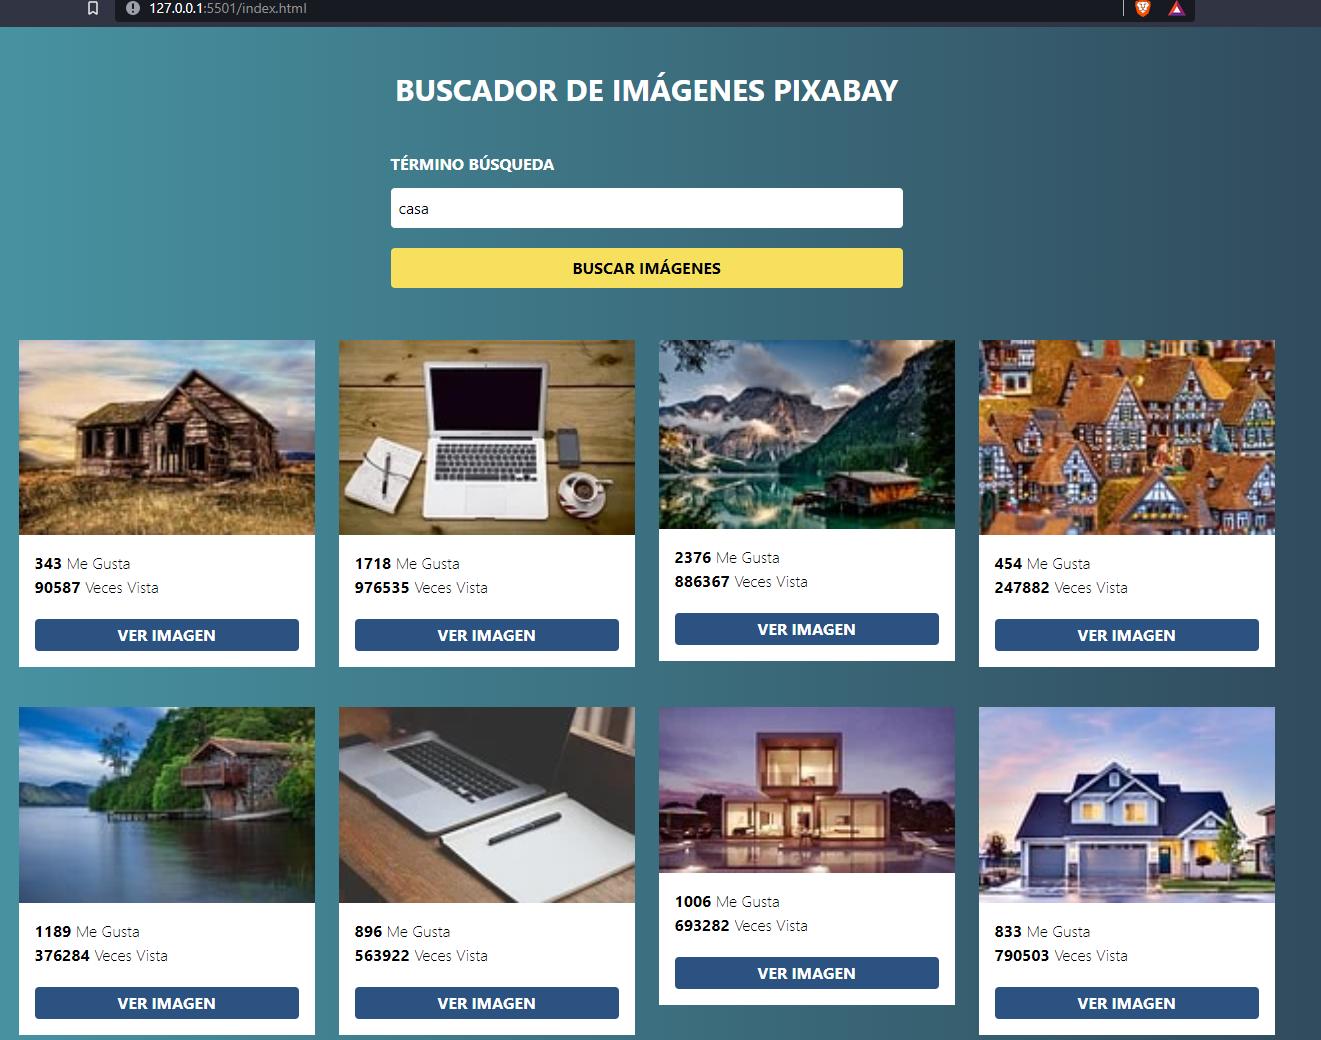 127.0.0.1:5501/index.html
BUSCADOR DE IMÁGENES PIXABAY
TÉRMINO BÚSQUEDA
casa
BUSCAR IMÁGENES
343 Me Gusta
90587 Veces Vista
VER IMAGEN
1718 Me Gusta
976535 Veces Vista
VER IMAGEN
2376 Me Gusta
886367 Veces Vista
VER IMAGEN
454 Me Gusta
247882 Veces Vista
VER IMAGEN
1189 Me Gusta
376284 Veces Vista
VER IMAGEN
896 Me Gusta
563922 Veces Vista
VER IMAGEN
1006 Me Gusta
693282 Veces Vista
VER IMAGEN
833 Me Gusta
790503 Veces Vista
VER IMAGEN